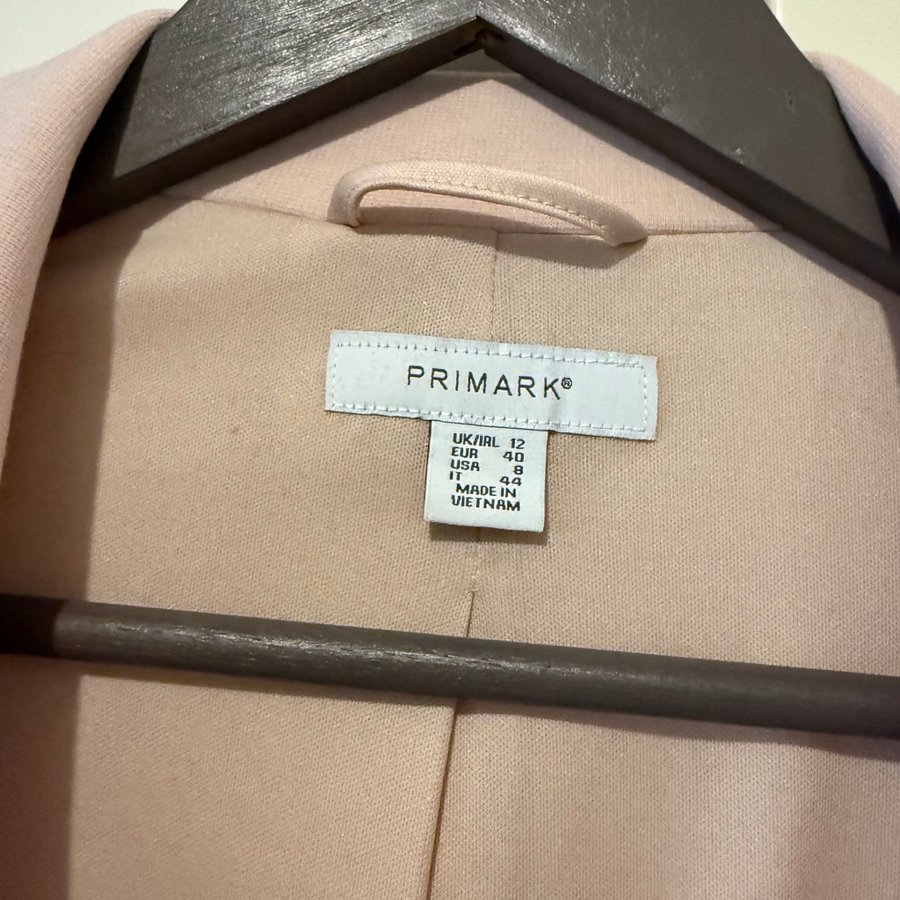 PRIMARK®
UK/IRL 12
EUR 40
USA 8
IT 44
MADE IN
VIETNAM